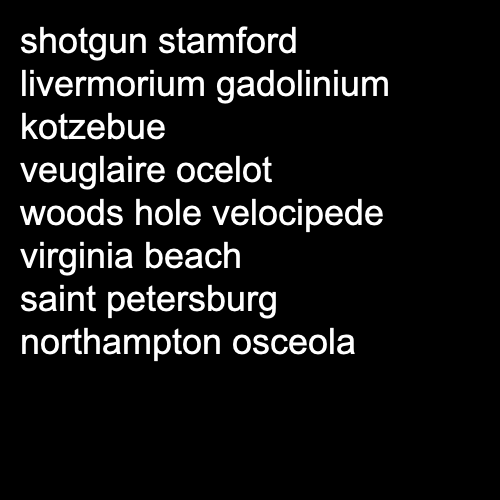 shotgun stamford
livermorium gadolinium
kotzebue
veuglaire ocelot
woods hole velocipede
virginia beach
saint petersburg
northampton osceola